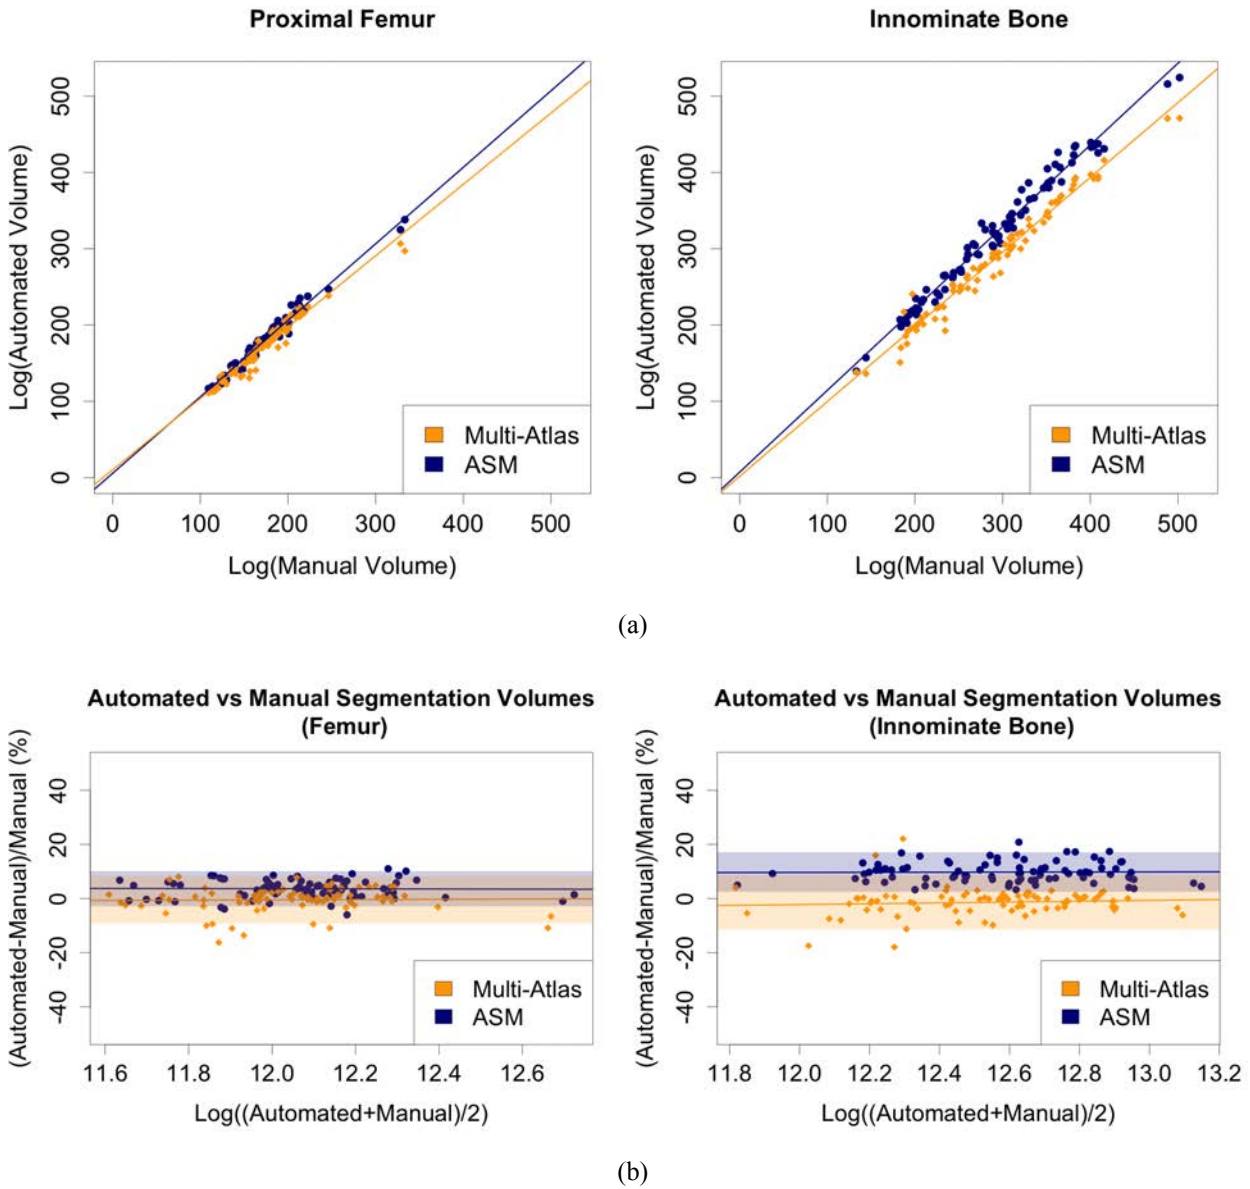 Proximal Femur
Innominate Bone
Log(Automated Volume)
500
400
300
200
100
0
Multi-Atlas
ASM
0 100 200 300 400 500
Log(Manual Volume)
Log(Automated Volume)
500
400
300
200
100
0
Multi-Atlas
ASM
0 100 200 300 400 500
Log(Manual Volume)
(a)
Automated vs Manual Segmentation Volumes
(Femur)
(Automated-Manual)/Manual (%)
40
20
0
-20
-40
Multi-Atlas
ASM
11.6 11.8 12.0 12.2 12.4 12.6
Log((Automated+Manual)/2)
Automated vs Manual Segmentation Volumes
(Innominate Bone)
(Automated-Manual)/Manual (%)
40
20
0
-20
-40
Multi-Atlas
ASM
11.8 12.0 12.2 12.4 12.6 12.8 13.0 13.2
Log((Automated+Manual)/2)
(b)